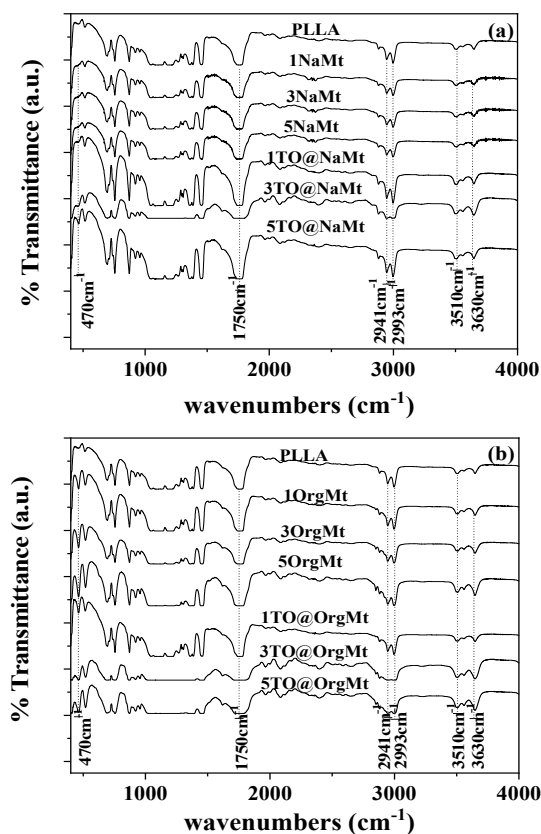 (a)
PLLA
1NaMt
3NaMt
5NaMt
1TO@NaMt
3TO@NaMt
5TO@NaMt
% Transmittance (a.u.)
470cm⁻¹
1750cm⁻¹
2941cm⁻¹
2993cm⁻¹
3510cm⁻¹
3630cm⁻¹
1000 2000 3000 4000
wavenumbers (cm⁻¹)
(b)
PLLA
1OrgMt
3OrgMt
5OrgMt
1TO@OrgMt
3TO@OrgMt
5TO@OrgMt
% Transmittance (a.u.)
470cm⁻¹
1750cm⁻¹
2941cm⁻¹
2993cm⁻¹
3510cm⁻¹
3630cm⁻¹
1000 2000 3000 4000
wavenumbers (cm⁻¹)